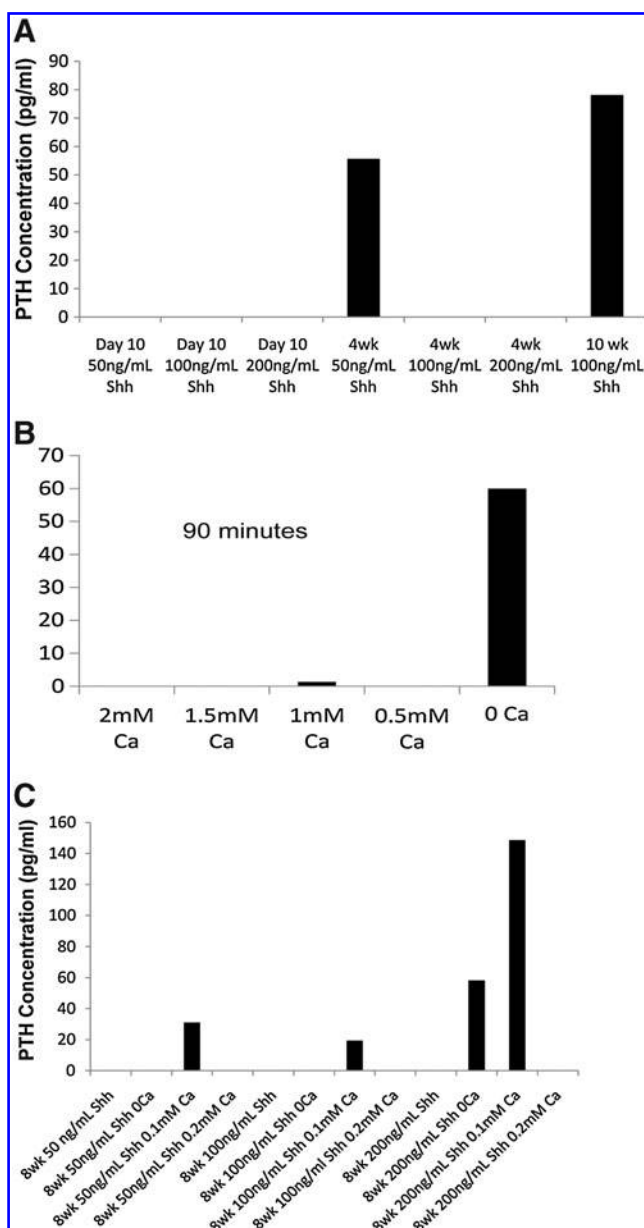 A
PTH Concentration (pg/ml)
90
80
70
60
50
40
30
20
10
0
Day 10 Day 10 Day 10 4wk 4wk 4wk 10 wk
50ng/mL 100ng/mL 200ng/mL 50ng/mL 100ng/mL 200ng/mL 100ng/mL
Shh Shh Shh Shh Shh Shh Shh
B
70
60
50
40
30
20
10
0
90 minutes
2mM 1.5mM 1mM 0.5mM 0 Ca
Ca Ca Ca Ca
C
PTH Concentration (pg/ml)
160
140
120
100
80
60
40
20
0
8wk 50 ng/mL Shh
8wk 50ng/mL Shh 0Ca
8wk 50ng/mL Shh 0.1mM Ca
8wk 50ng/mL Shh 0.2mM Ca
8wk 100ng/mL Shh
8wk 100ng/mL Shh 0Ca
8wk 100ng/mL Shh 0.1mM Ca
8wk 100ng/mL Shh 0.2mM Ca
8wk 200ng/mL Shh
8wk 200ng/mL Shh 0Ca
8wk 200ng/mL Shh 0.1mM Ca
8wk 200ng/mL Shh 0.2mM Ca